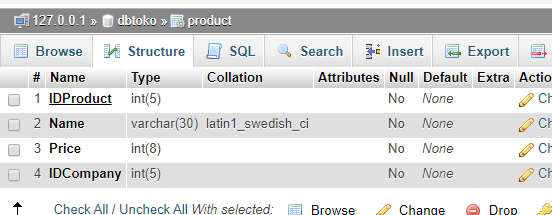 127.0.0.1 » dbtoko » product
Browse Structure SQL Search Insert Export
# Name Type Collation Attributes Null Default Extra Actio
1 IDProduct int(5) No None Ch
2 Name varchar(30) latin1_swedish_ci No None Ch
3 Price int(8) No None Ch
4 IDCompany int(5) No None Ch
Check All / Uncheck All With selected: Browse Change Drop